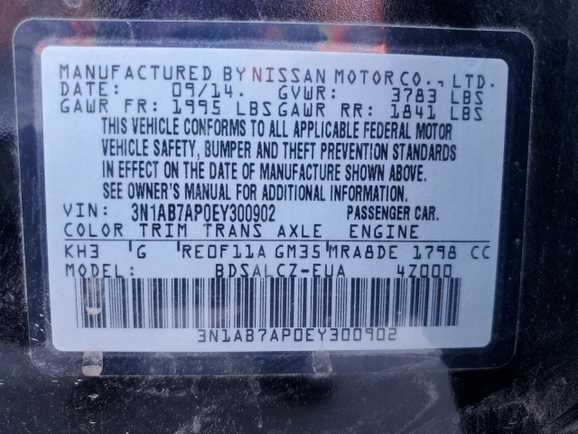 MANUFACTURED BY NISSAN MOTOR CO., LTD.
DATE: 09/14. GVWR: 3783 LBS
GAWR FR: 1995 LBS GAWR RR: 1841 LBS
THIS VEHICLE CONFORMS TO ALL APPLICABLE FEDERAL MOTOR
VEHICLE SAFETY, BUMPER AND THEFT PREVENTION STANDARDS
IN EFFECT ON THE DATE OF MANUFACTURE SHOWN ABOVE.
SEE OWNER'S MANUAL FOR ADDITIONAL INFORMATION.
VIN: 3N1AB7AP0EY300902 PASSENGER CAR.
COLOR TRIM TRANS AXLE ENGINE
KH3 G RE0F11A GM35 MRA8DE 1798 CC
MODEL: BDSALCZ-EUA 4Z000
3N1AB7AP0EY300902